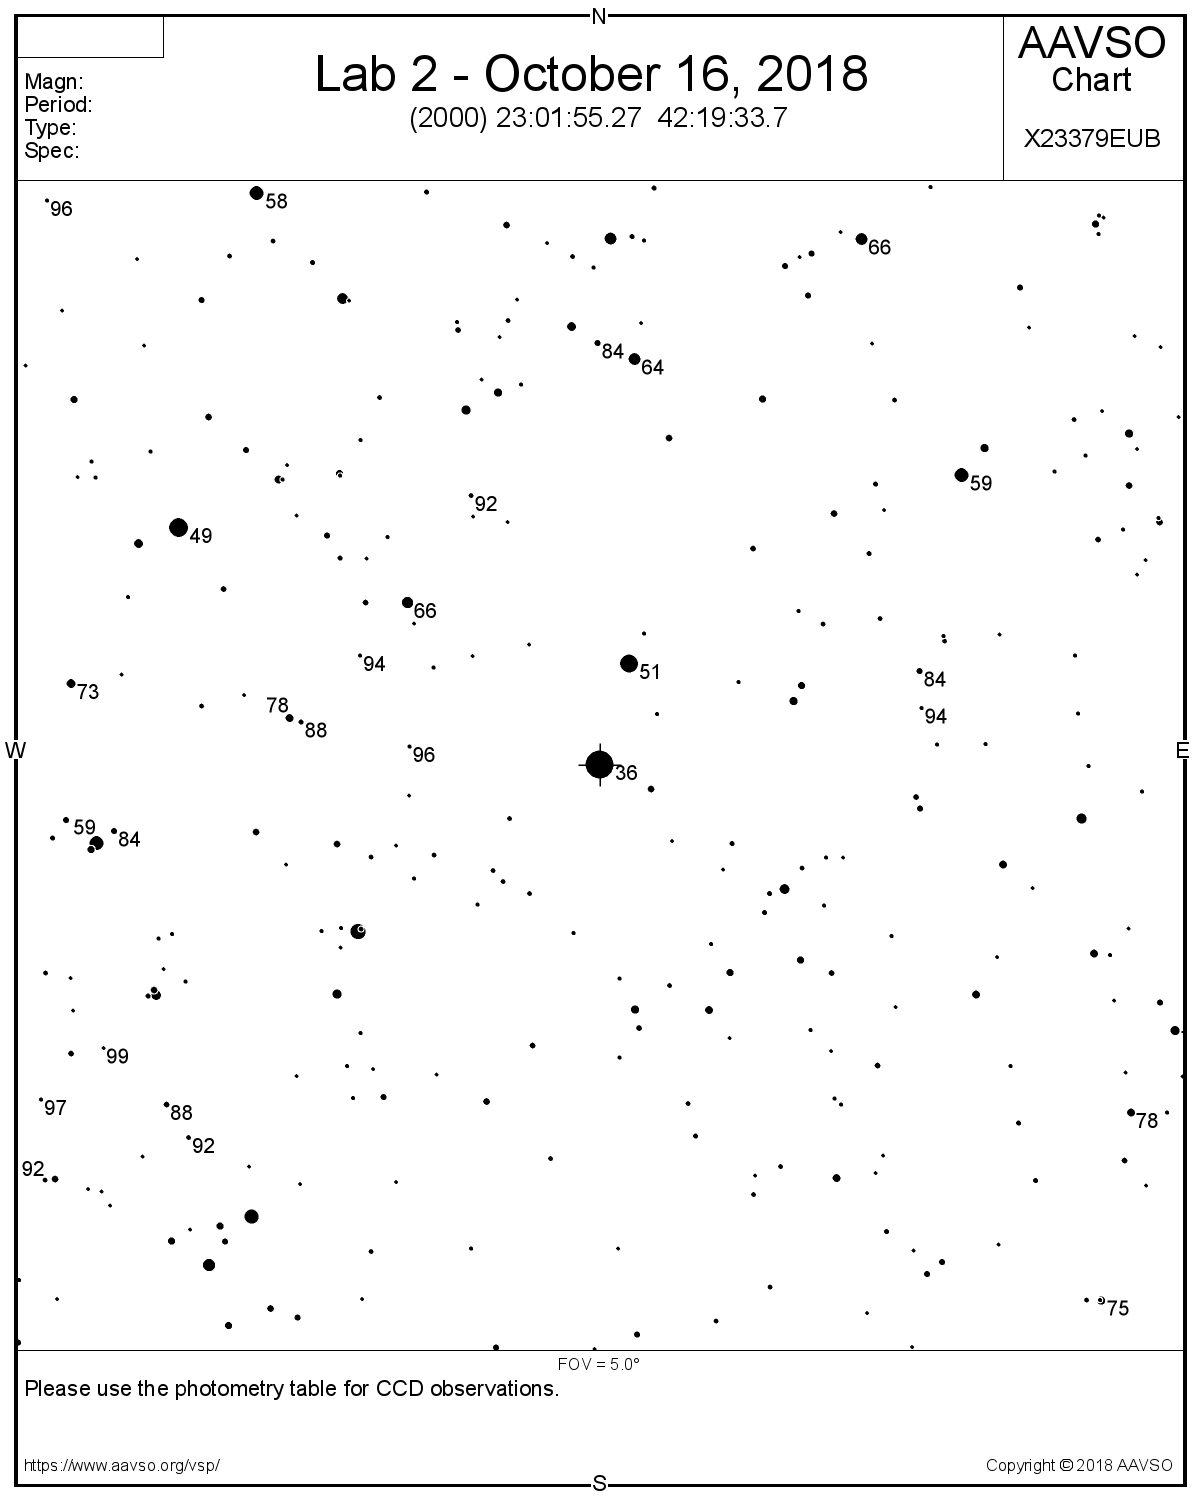 N
Magn:
Period:
Type:
Spec:
Lab 2 - October 16, 2018
(2000) 23:01:55.27 42:19:33.7
AAVSO
Chart
X23379EUB
58
96
66
84
64
59
92
49
66
94
51
84
73
78
94
88
W
E
96
36
59
84
99
97
88
78
92
92
75
FOV = 5.0°
Please use the photometry table for CCD observations.
https://www.aavso.org/vsp/
Copyright © 2018 AAVSO
S